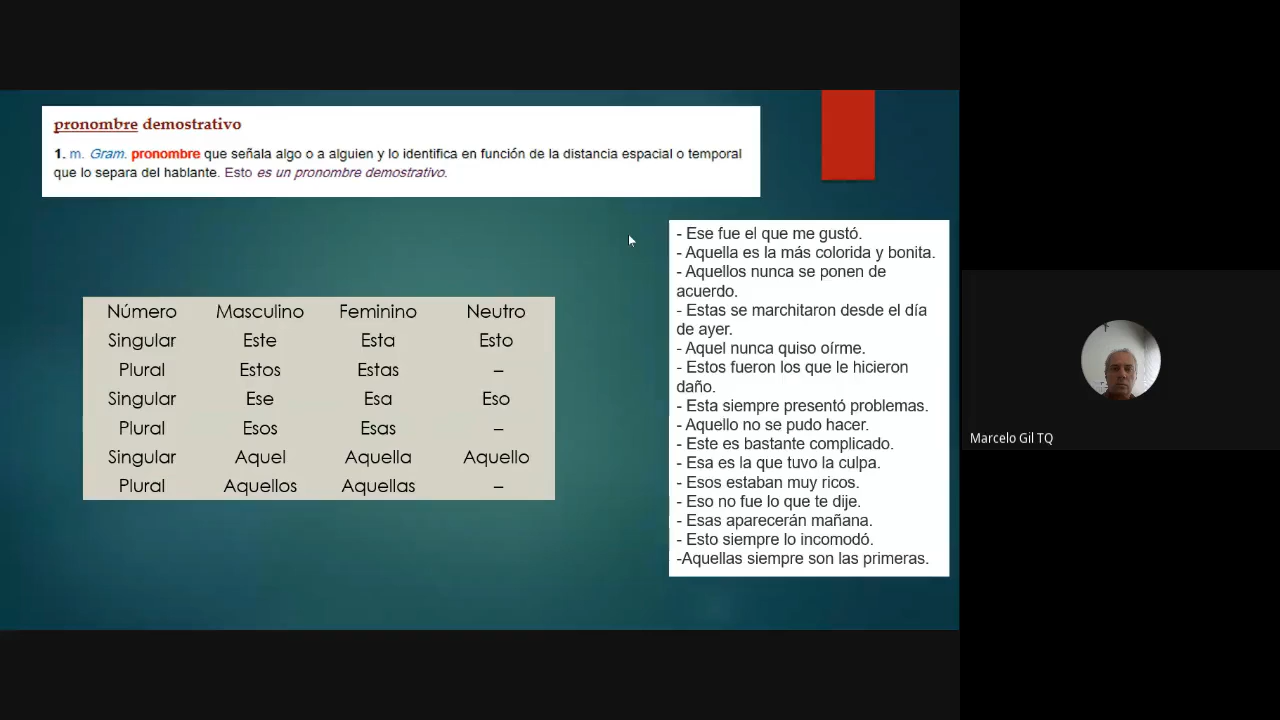 pronombre demostrativo
1. m. Gram. pronombre que señala algo o a alguien y lo identifica en función de la distancia espacial o temporal
que lo separa del hablante. Esto es un pronombre demostrativo.
Número Masculino Feminino Neutro
Singular Este Esta Esto
Plural Estos Estas –
Singular Ese Esa Eso
Plural Esos Esas –
Singular Aquel Aquella Aquello
Plural Aquellos Aquellas –
- Ese fue el que me gustó.
- Aquella es la más colorida y bonita.
- Aquellos nunca se ponen de
acuerdo.
- Estas se marchitaron desde el día
de ayer.
- Aquel nunca quiso oírme.
- Estos fueron los que le hicieron
daño.
- Esta siempre presentó problemas.
- Aquello no se pudo hacer.
- Este es bastante complicado.
- Esa es la que tuvo la culpa.
- Esos estaban muy ricos.
- Eso no fue lo que te dije.
- Esas aparecerán mañana.
- Esto siempre lo incomodó.
-Aquellas siempre son las primeras.
Marcelo Gil TQ